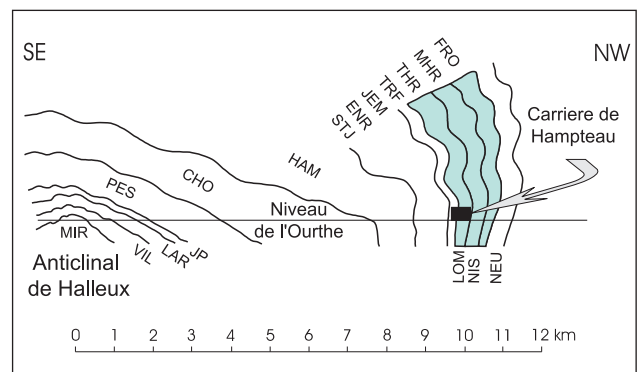 SE
NW
FRO
MHR
THR
TRF
JEM
ENR
STJ
HAM
CHO
PES
Carriere de
Hampteau
Niveau
de l'Ourthe
MIR
VIL
LAR
JP
LOM
NIS
NEU
Anticlinal
de Halleux
0 1 2 3 4 5 6 7 8 9 10 11 12 km